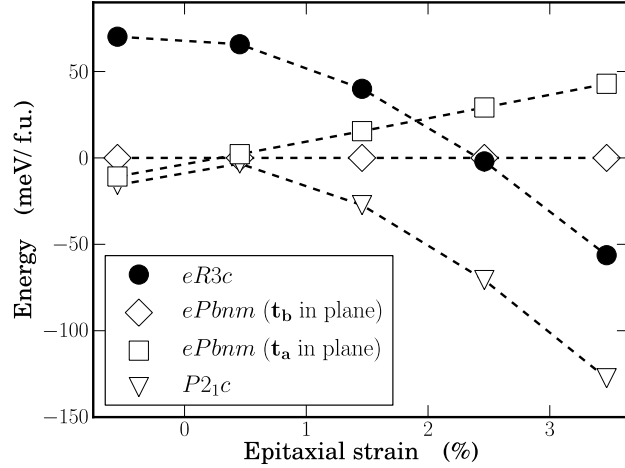 Energy (meV/ f.u.)
50
0
−50
−100
−150
eR3c
ePbnm (t_b in plane)
ePbnm (t_a in plane)
P2₁c
0 1 2 3
Epitaxial strain (%)